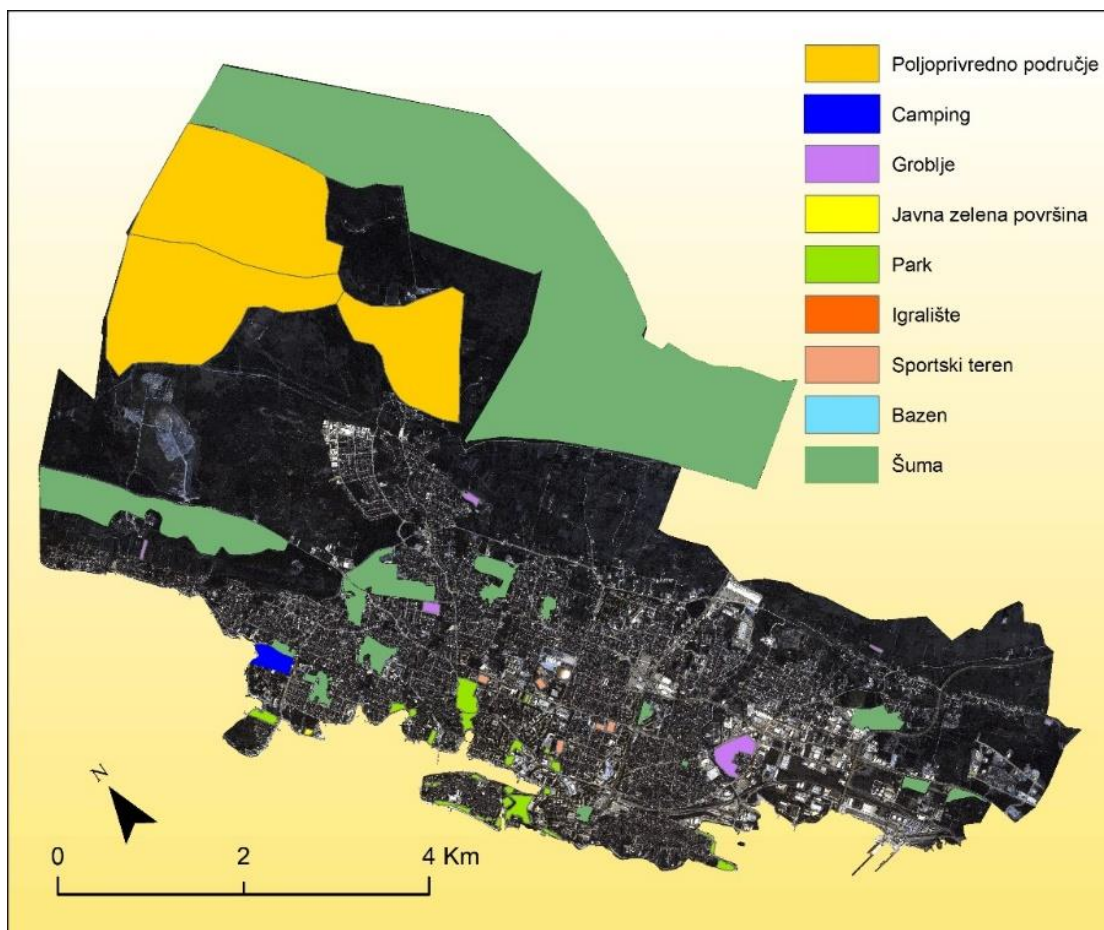 Poljoprivredno područje
Camping
Groblje
Javna zelena površina
Park
Igralište
Sportski teren
Bazen
Šuma
N
0 2 4 Km